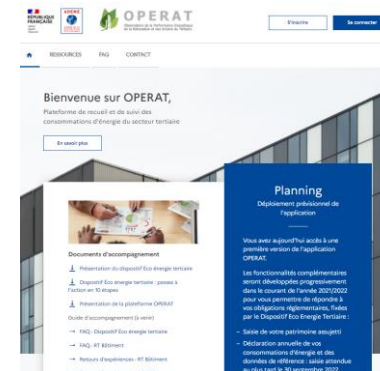 RÉPUBLIQUE
FRANÇAISE
ADEME
OPERAT
S'inscrire
Se connecter
RESSOURCES
FAQ
CONTACT
Bienvenue sur OPERAT,
Plateforme de recueil et de suivi des
consommations d'énergie du secteur tertiaire
En savoir plus
Documents d'accompagnement
Présentation du dispositif Eco énergie tertiaire
Dispositif Eco énergie tertiaire : passez à
l'action en 10 étapes
Présentation de la plateforme OPERAT
Guide d'accompagnement (à venir)
FAQ - Dispositif Eco énergie tertiaire
FAQ - RT Bâtiment
Retours d'expériences - RT Bâtiment
Planning
Déploiement prévisionnel de
l'application
Vous avez aujourd'hui accès à une
première version de l'application
OPERAT.
Les fonctionnalités complémentaires
seront développées progressivement
dans le courant de l'année 2021/2022
pour vous permettre de répondre à
vos obligations réglementaires, fixées
par le Dispositif Eco Energie Tertiaire :
– Saisie de votre patrimoine assujetti
– Déclaration annuelle de vos
consommations d'énergie et des
données de référence : saisie attendue
au plus tard le 30 septembre 2022